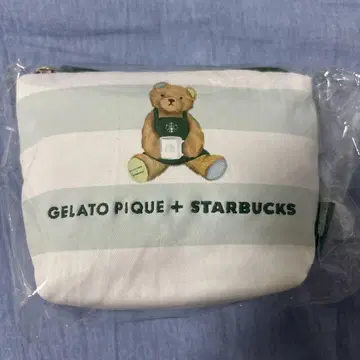 GELATO PIQUE + STARBUCKS